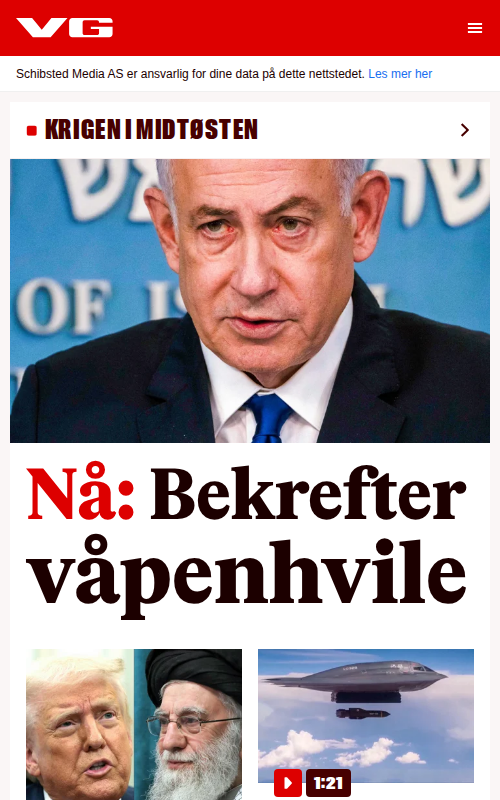 VG
Schibsted Media AS er ansvarlig for dine data på dette nettstedet. Les mer her
KRIGEN I MIDTØSTEN
OF
Nå: Bekrefter
våpenhvile
1:21